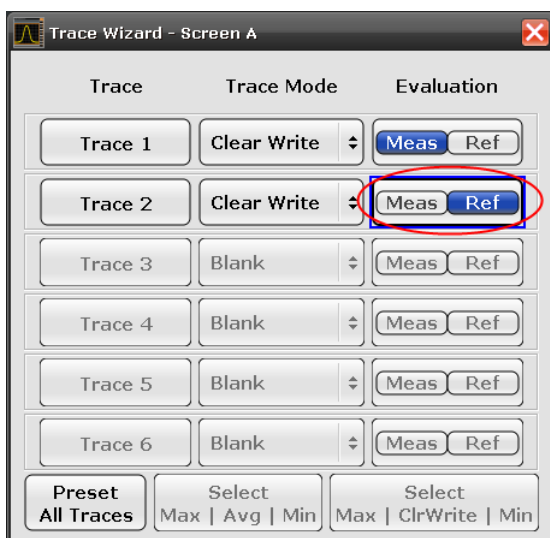 Trace Wizard - Screen A
Trace Trace Mode Evaluation
Trace 1 Clear Write Meas Ref
Trace 2 Clear Write Meas Ref
Trace 3 Blank Meas Ref
Trace 4 Blank Meas Ref
Trace 5 Blank Meas Ref
Trace 6 Blank Meas Ref
Preset Select Select
All Traces Max | Avg | Min Max | ClrWrite | Min